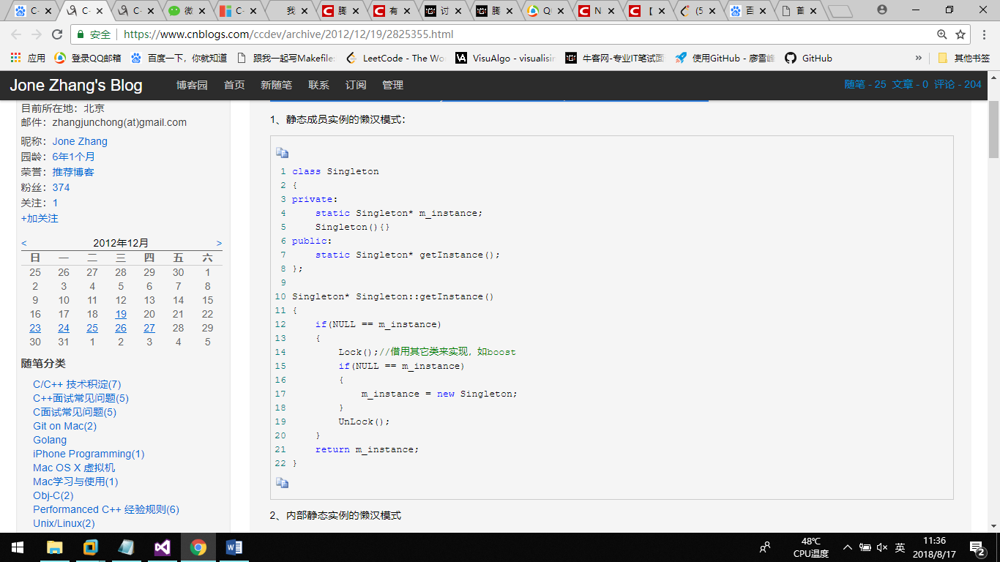 C- C- C- 微 C- 我 腾 有 讨 腾 Q N 【 (5 百 首
安全 https://www.cnblogs.com/ccdev/archive/2012/12/19/2825355.html
应用 登录QQ邮箱 百度一下，你就知道 跟我一起写Makefile: LeetCode - The Wo VisuAlgo - visualisin 牛客网-专业IT笔试面 使用GitHub - 廖雪峰 GitHub » 其他书签
Jone Zhang's Blog 博客园 首页 新随笔 联系 订阅 管理 随笔 - 25 文章 - 0 评论 - 204
目前所在地：北京
邮件：zhangjunchong(at)gmail.com
昵称：Jone Zhang
园龄：6年1个月
荣誉：推荐博客
粉丝：374
关注：1
+加关注
< 2012年12月 >
日 一 二 三 四 五 六
25 26 27 28 29 30 1
2 3 4 5 6 7 8
9 10 11 12 13 14 15
16 17 18 19 20 21 22
23 24 25 26 27 28 29
30 31 1 2 3 4 5
随笔分类
C/C++ 技术积淀(7)
C++面试常见问题(5)
C面试常见问题(5)
Git on Mac(2)
Golang
iPhone Programming(1)
Mac OS X 虚拟机
Mac学习与使用(1)
Obj-C(2)
Performanced C++ 经验规则(6)
Unix/Linux(2)
1、静态成员实例的懒汉模式：
1 class Singleton
2 {
3 private:
4     static Singleton* m_instance;
5     Singleton(){}
6 public:
7     static Singleton* getInstance();
8 };
9
10 Singleton* Singleton::getInstance()
11 {
12     if(NULL == m_instance)
13     {
14         Lock();//借用其它类来实现，如boost
15         if(NULL == m_instance)
16         {
17             m_instance = new Singleton;
18         }
19         UnLock();
20     }
21     return m_instance;
22 }
2、内部静态实例的懒汉模式
48℃
CPU温度
英
11:36
2018/8/17
2